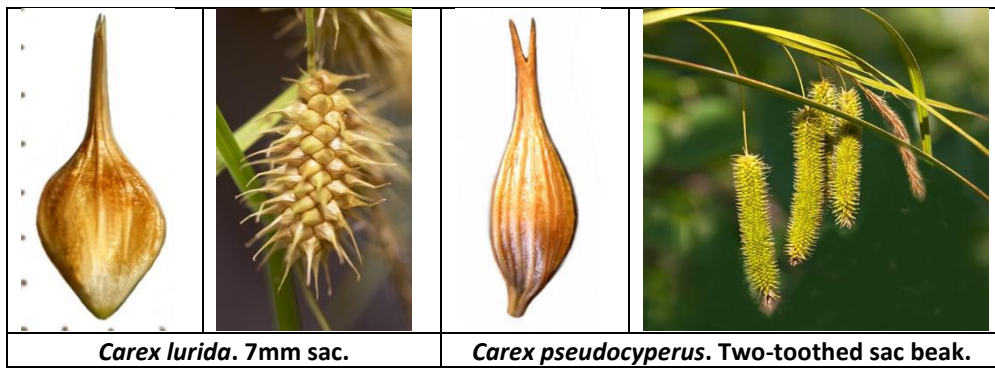 Carex lurida. 7mm sac.
Carex pseudocyperus. Two-toothed sac beak.